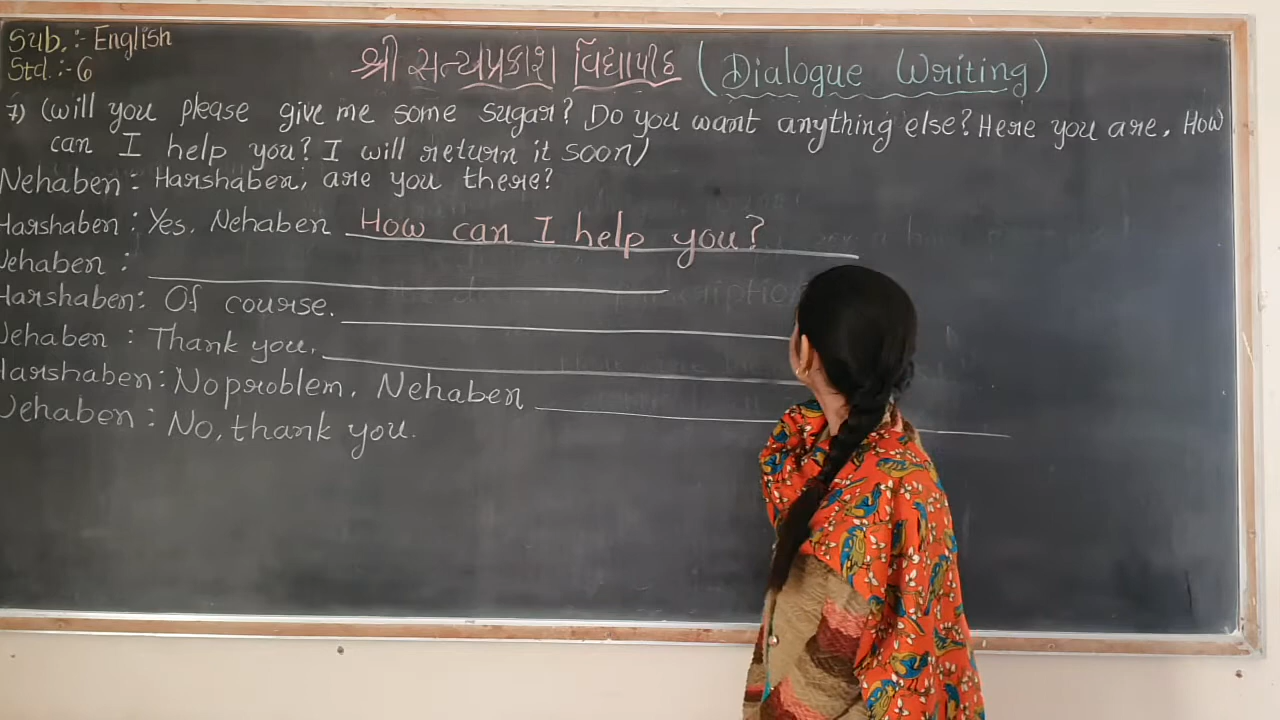 Sub. :- English
Std. :- 6
શ્રી સત્યપ્રકાશ વિદ્યાપીઠ (Dialogue Writing)
7) (will you please give me some sugar? Do you want anything else? Here you are. How
can I help you? I will return it soon)
Nehaben : Harshaben, are you there?
Harshaben : Yes, Nehaben How can I help you?
Nehaben :
Harshaben: Of course.
Nehaben : Thank you.
Harshaben: No problem. Nehaben
Nehaben : No, thank you.